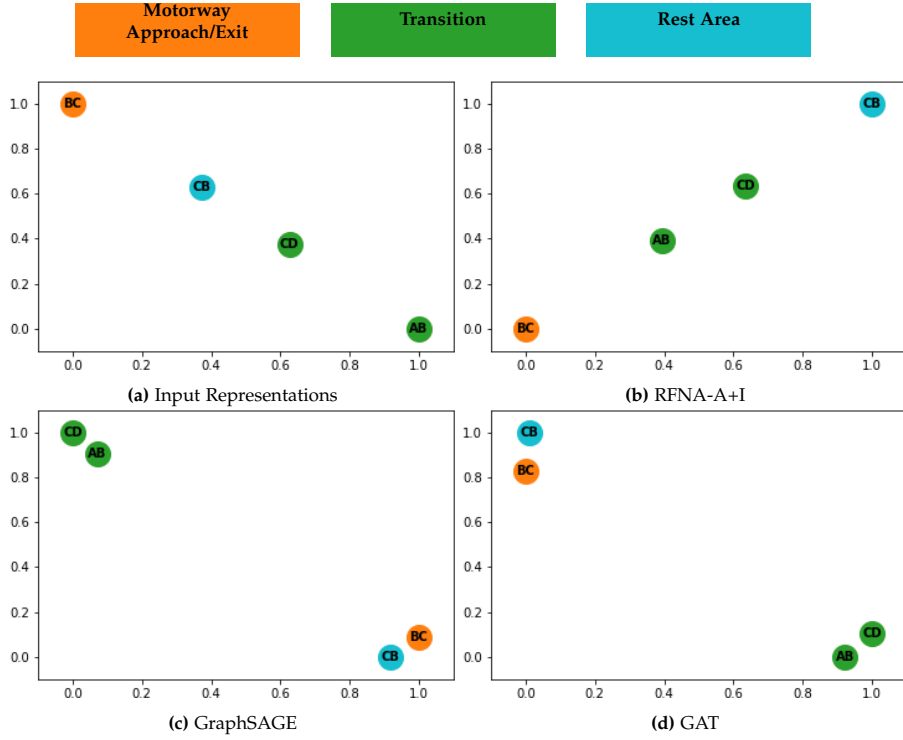 Motorway
Approach/Exit
Transition
Rest Area
1.0
0.8
0.6
0.4
0.2
0.0
BC
CB
CD
AB
0.0 0.2 0.4 0.6 0.8 1.0
(a) Input Representations
1.0
0.8
0.6
0.4
0.2
0.0
CB
CD
AB
BC
0.0 0.2 0.4 0.6 0.8 1.0
(b) RFNA-A+I
1.0
0.8
0.6
0.4
0.2
0.0
CD
AB
BC
CB
0.0 0.2 0.4 0.6 0.8 1.0
(c) GraphSAGE
1.0
0.8
0.6
0.4
0.2
0.0
CB
BC
CD
AB
0.0 0.2 0.4 0.6 0.8 1.0
(d) GAT